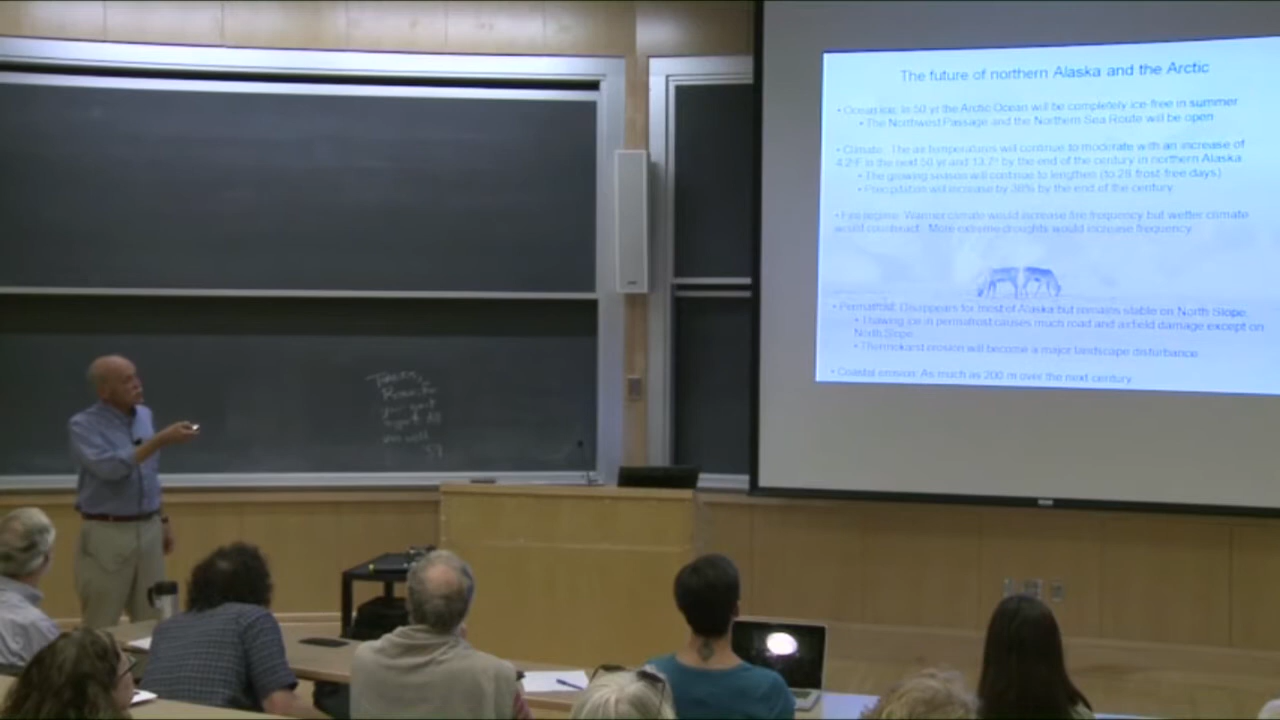 The future of northern Alaska and the Arctic
• Ocean ice: In 50 yr the Arctic Ocean will be completely ice-free in summer
• The Northwest Passage and the Northern Sea Route will be open
• Climate: The air temperatures will continue to moderate with an increase of
4.2°F in the next 50 yr and 13.7° by the end of the century in northern Alaska
• The growing season will continue to lengthen (to 28 frost-free days)
• Precipitation will increase by 38% by the end of the century
• Fire regime: Warmer climate would increase fire frequency but wetter climate
would counteract. More extreme droughts would increase frequency
• Permafrost: Disappears for most of Alaska but remains stable on North Slope.
• Thawing ice in permafrost causes much road and airfield damage except on
North Slope
• Thermokarst erosion will become a major landscape disturbance
• Coastal erosion: As much as 200 m over the next century